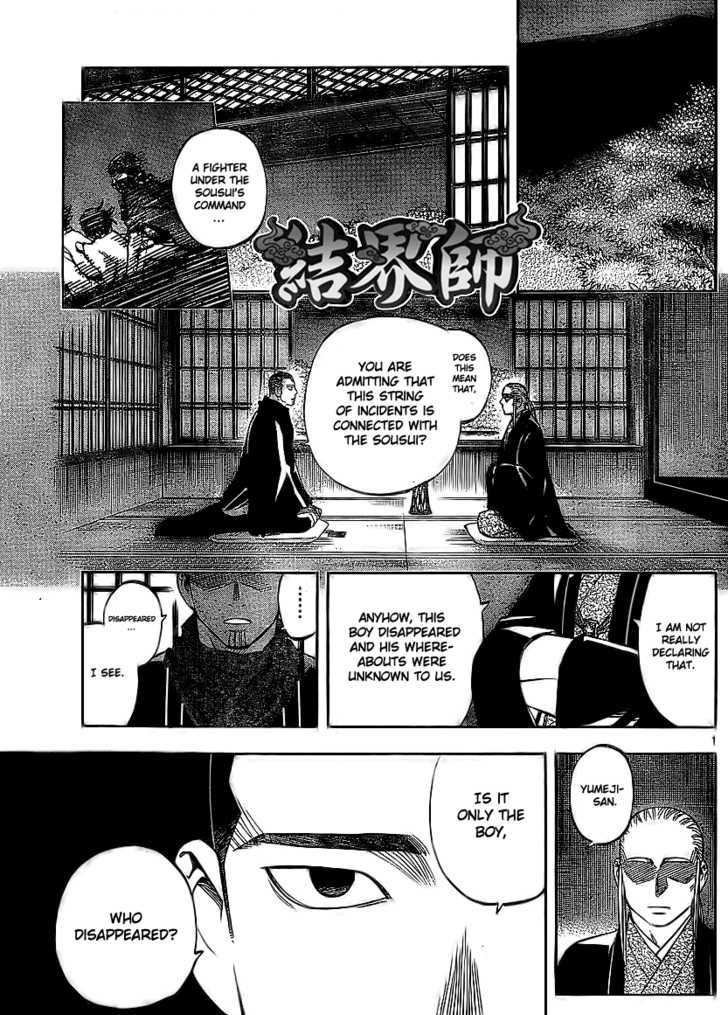 A FIGHTER
UNDER THE
SOUSUI'S
COMMAND
...
結界師
DOES
THIS
MEAN
THAT,
YOU ARE
ADMITTING THAT
THIS STRING
OF INCIDENTS IS
CONNECTED WITH
THE SOUSUI?
I AM NOT
REALLY
DECLARING
THAT.
ANYHOW, THIS
BOY DISAPPEARED
AND HIS WHERE-
ABOUTS WERE
UNKNOWN TO US.
......
DISAPPEARED
...
I SEE.
1
YUMEJI-
SAN.
IS IT
ONLY THE
BOY,
WHO
DISAPPEARED?